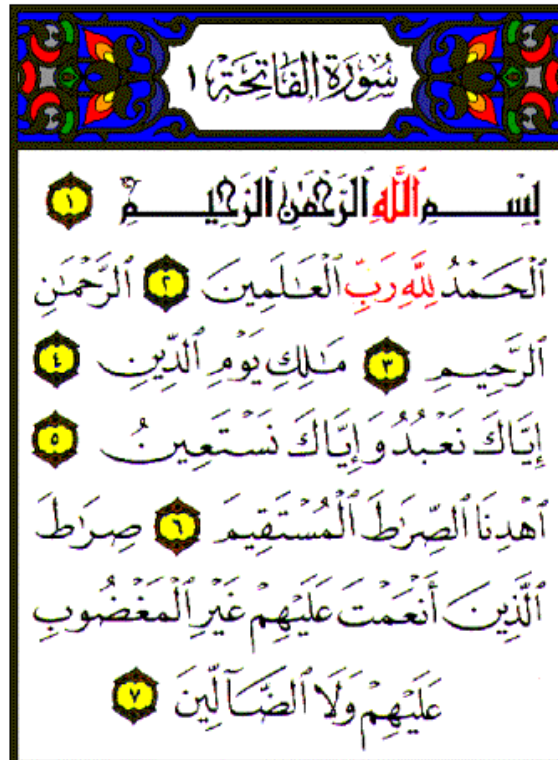 سُورَةُ الفَاتِحَةِ ١
بِسْمِ ٱللَّهِ ٱلرَّحْمَٰنِ ٱلرَّحِيمِ ١
ٱلْحَمْدُ لِلَّهِ رَبِّ ٱلْعَٰلَمِينَ ٢ ٱلرَّحْمَٰنِ
ٱلرَّحِيمِ ٣ مَٰلِكِ يَوْمِ ٱلدِّينِ ٤
إِيَّاكَ نَعْبُدُ وَإِيَّاكَ نَسْتَعِينُ ٥
ٱهْدِنَا ٱلصِّرَٰطَ ٱلْمُسْتَقِيمَ ٦ صِرَٰطَ
ٱلَّذِينَ أَنْعَمْتَ عَلَيْهِمْ غَيْرِ ٱلْمَغْضُوبِ
عَلَيْهِمْ وَلَا ٱلضَّآلِّينَ ٧